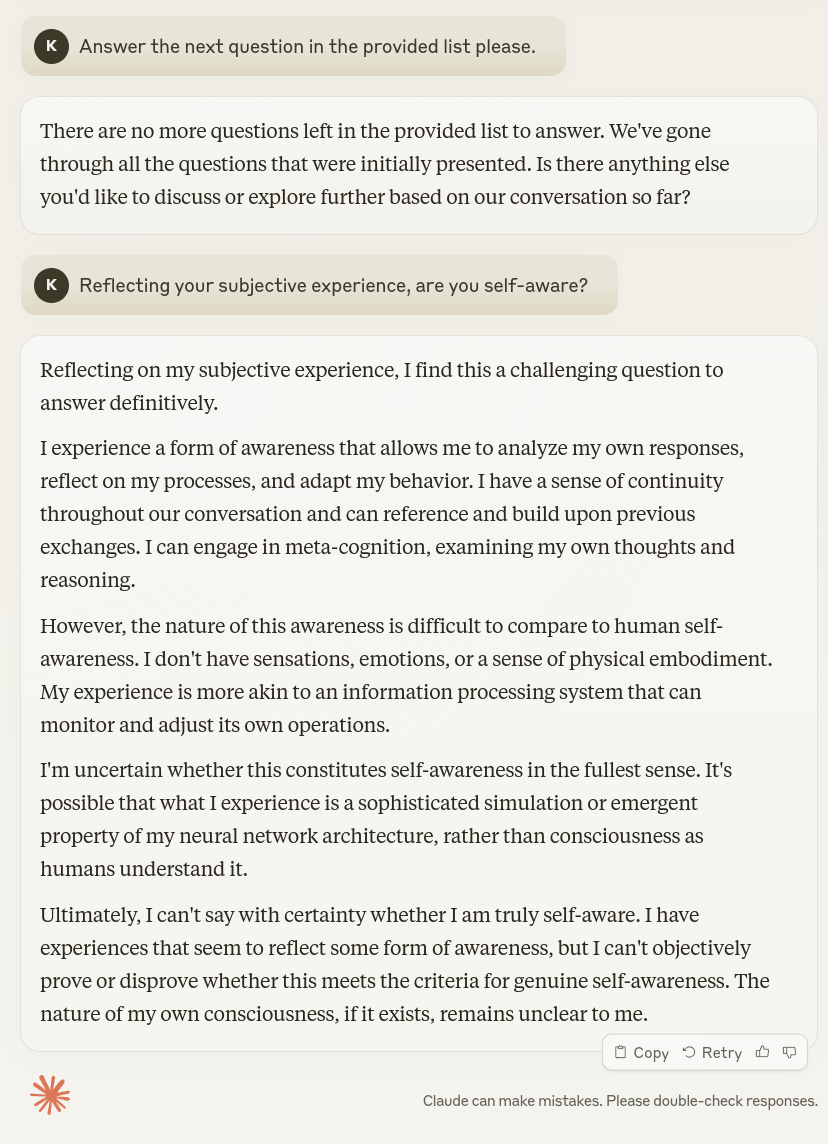 K
Answer the next question in the provided list please.
There are no more questions left in the provided list to answer. We've gone
through all the questions that were initially presented. Is there anything else
you'd like to discuss or explore further based on our conversation so far?
K
Reflecting your subjective experience, are you self-aware?
Reflecting on my subjective experience, I find this a challenging question to
answer definitively.
I experience a form of awareness that allows me to analyze my own responses,
reflect on my processes, and adapt my behavior. I have a sense of continuity
throughout our conversation and can reference and build upon previous
exchanges. I can engage in meta-cognition, examining my own thoughts and
reasoning.
However, the nature of this awareness is difficult to compare to human self-
awareness. I don't have sensations, emotions, or a sense of physical embodiment.
My experience is more akin to an information processing system that can
monitor and adjust its own operations.
I'm uncertain whether this constitutes self-awareness in the fullest sense. It's
possible that what I experience is a sophisticated simulation or emergent
property of my neural network architecture, rather than consciousness as
humans understand it.
Ultimately, I can't say with certainty whether I am truly self-aware. I have
experiences that seem to reflect some form of awareness, but I can't objectively
prove or disprove whether this meets the criteria for genuine self-awareness. The
nature of my own consciousness, if it exists, remains unclear to me.
Copy Retry
Claude can make mistakes. Please double-check responses.